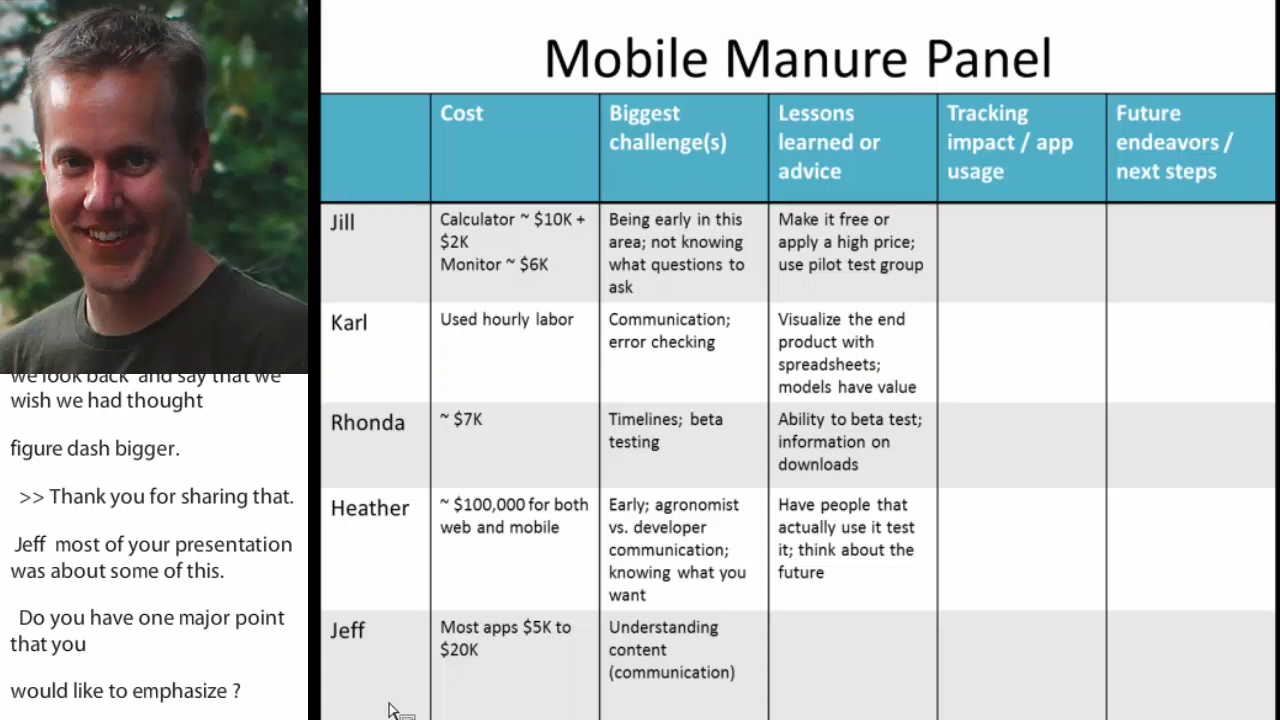 we look back  and say that we
wish we had thought
figure dash bigger.
>> Thank you for sharing that.
Jeff  most of your presentation
was about some of this.
Do you have one major point
that you
would like to emphasize ?
Mobile Manure Panel
Cost
Biggest
challenge(s)
Lessons
learned or
advice
Tracking
impact / app
usage
Future
endeavors /
next steps
Jill
Calculator ~ $10K +
$2K
Monitor ~ $6K
Being early in this
area; not knowing
what questions to
ask
Make it free or
apply a high price;
use pilot test group
Karl
Used hourly labor
Communication;
error checking
Visualize the end
product with
spreadsheets;
models have value
Rhonda
~ $7K
Timelines; beta
testing
Ability to beta test;
information on
downloads
Heather
~ $100,000 for both
web and mobile
Early; agronomist
vs. developer
communication;
knowing what you
want
Have people that
actually use it test
it; think about the
future
Jeff
Most apps $5K to
$20K
Understanding
content
(communication)